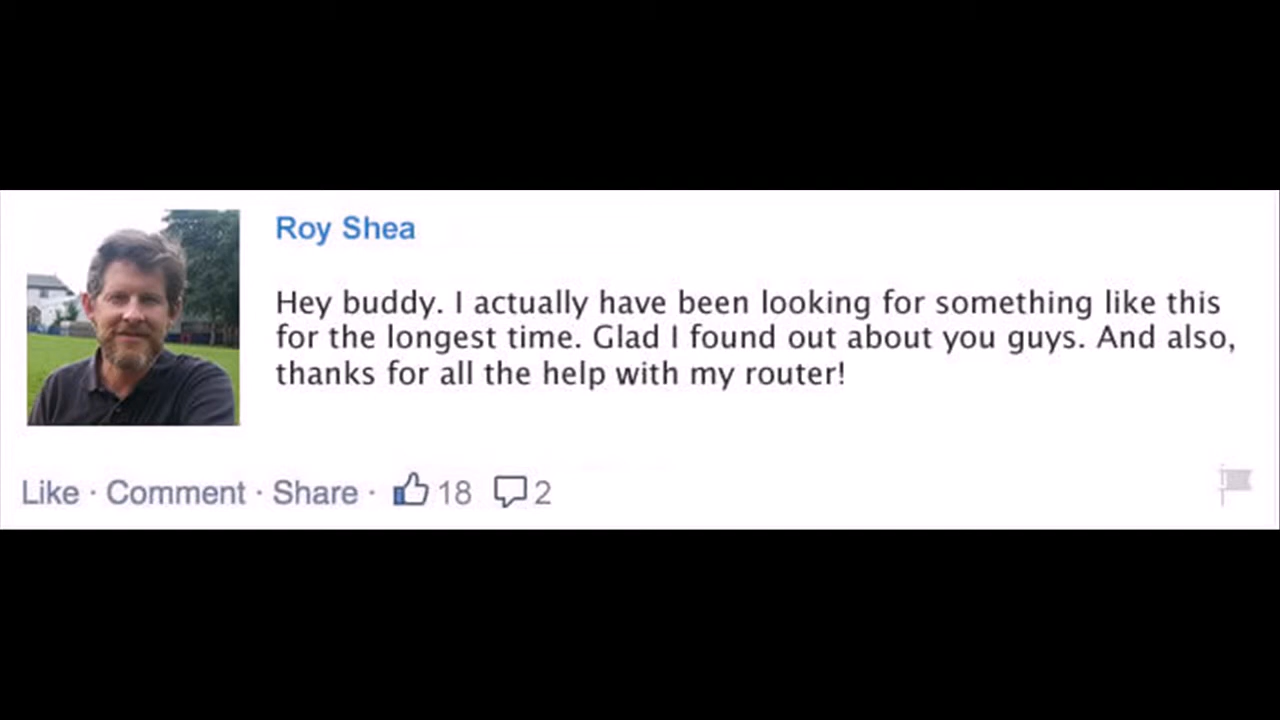 Roy Shea
Hey buddy. I actually have been looking for something like this
for the longest time. Glad I found out about you guys. And also,
thanks for all the help with my router!
Like · Comment · Share · 18 2